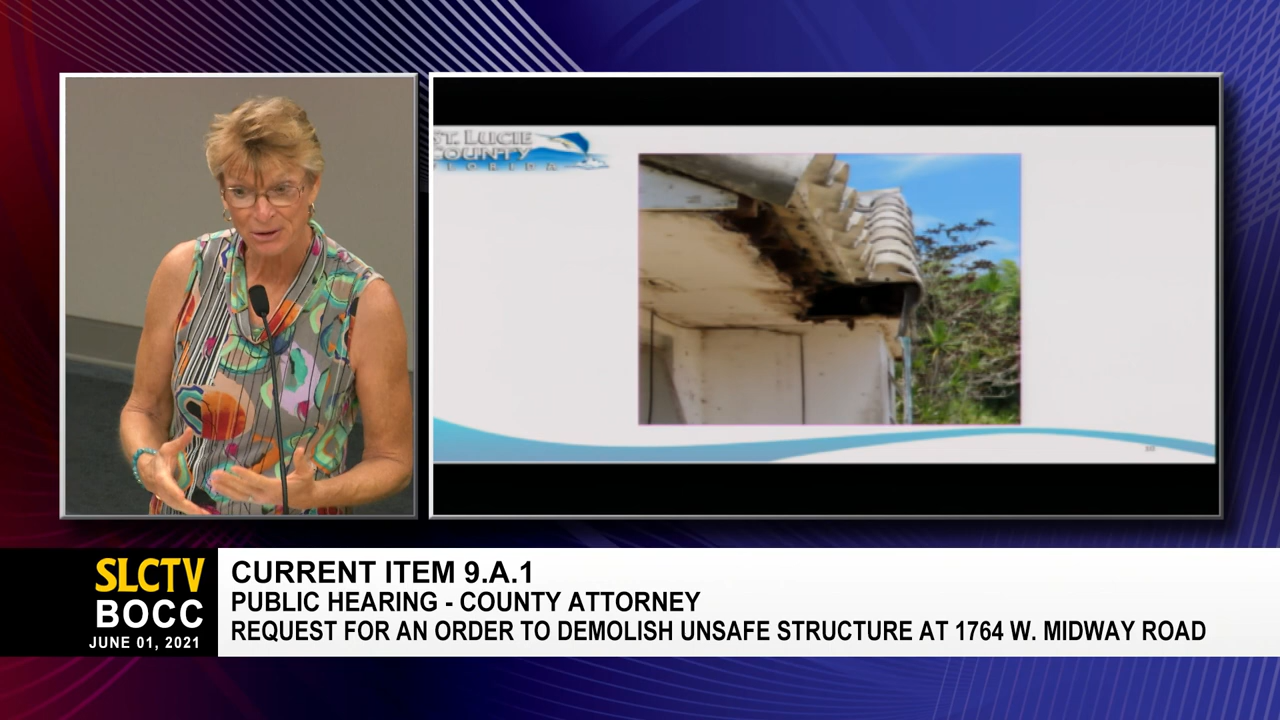 ST. LUCIE
COUNTY
FLORIDA
SLCTV
BOCC
JUNE 01, 2021
CURRENT ITEM 9.A.1
PUBLIC HEARING - COUNTY ATTORNEY
REQUEST FOR AN ORDER TO DEMOLISH UNSAFE STRUCTURE AT 1764 W. MIDWAY ROAD